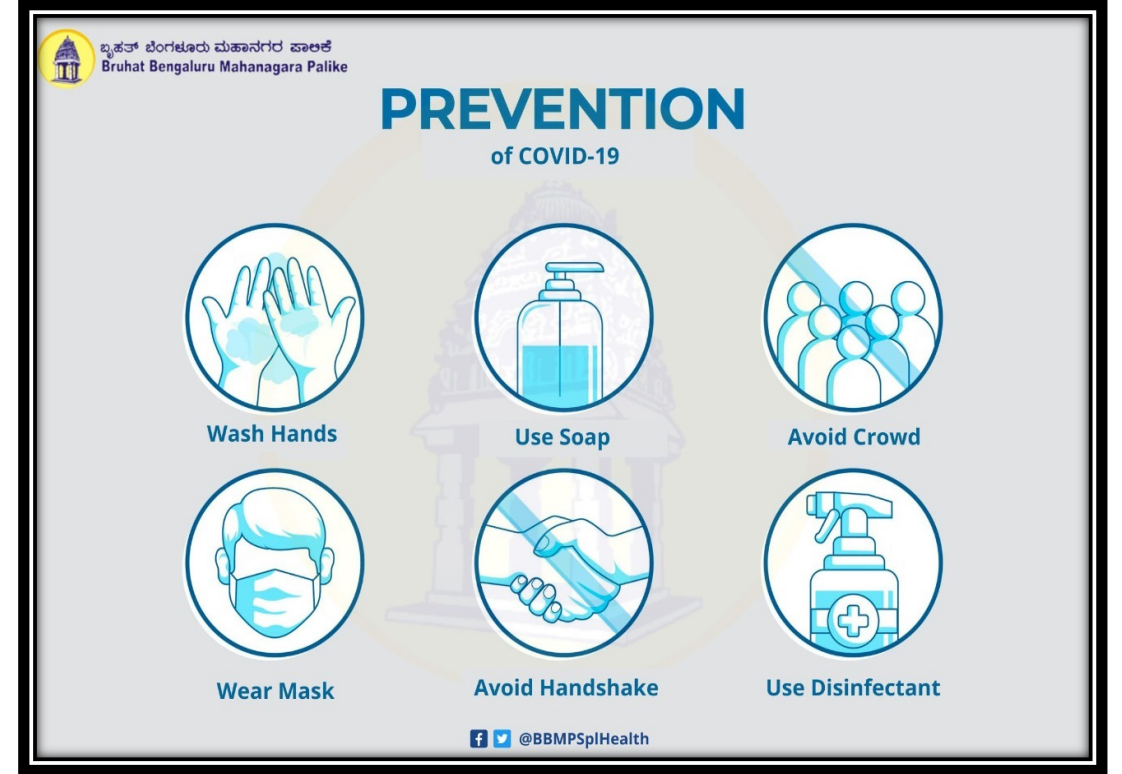 ಬೃಹತ್ ಬೆಂಗಳೂರು ಮಹಾನಗರ ಪಾಲಿಕೆ
Bruhat Bengaluru Mahanagara Palike
PREVENTION
of COVID-19
Wash Hands
Use Soap
Avoid Crowd
Wear Mask
Avoid Handshake
Use Disinfectant
@BBMPSplHealth